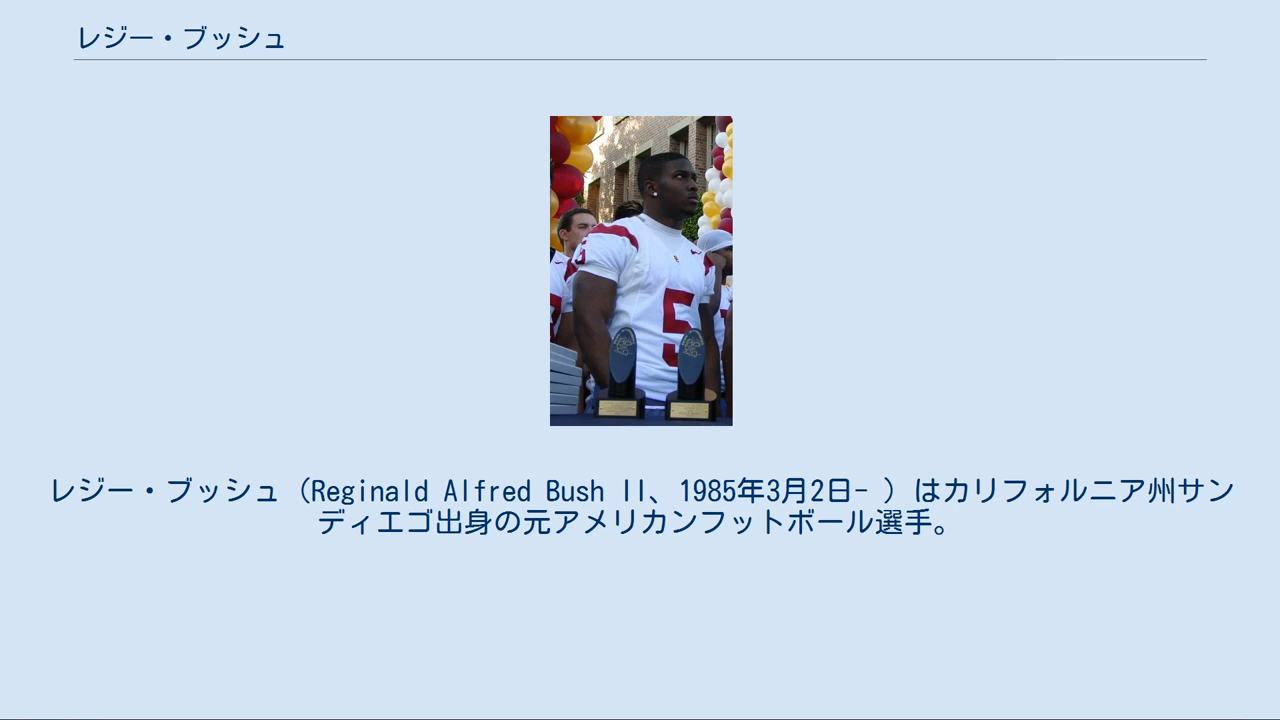 レジー・ブッシュ
5
レジー・ブッシュ（Reginald Alfred Bush II、1985年3月2日- ）はカリフォルニア州サン
ディエゴ出身の元アメリカンフットボール選手。